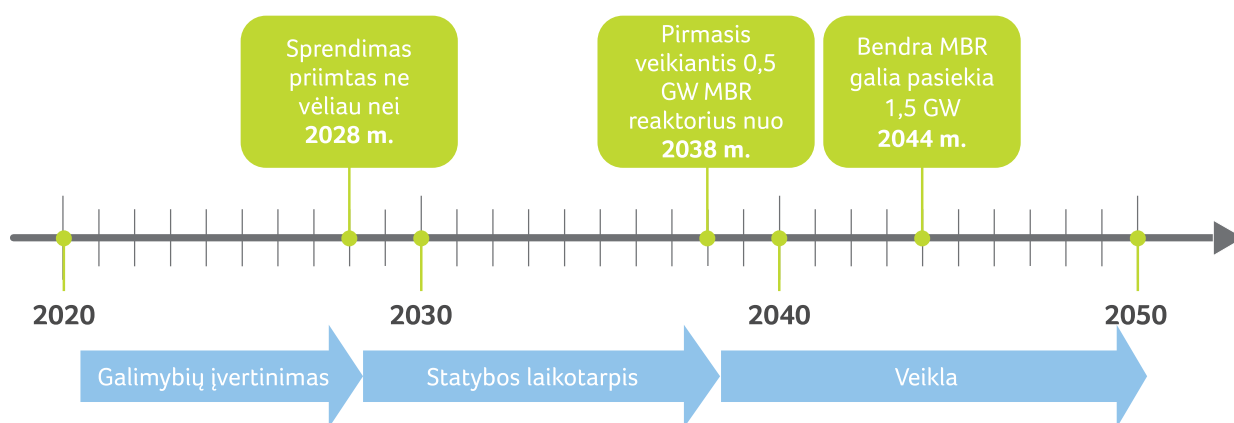 Sprendimas
priimtas ne
vėliau nei
2028 m.
Pirmasis
veikiantis 0,5
GW MBR
reaktorius nuo
2038 m.
Bendra MBR
galia pasiekia
1,5 GW
2044 m.
2020
2030
2040
2050
Galimybių įvertinimas
Statybos laikotarpis
Veikla